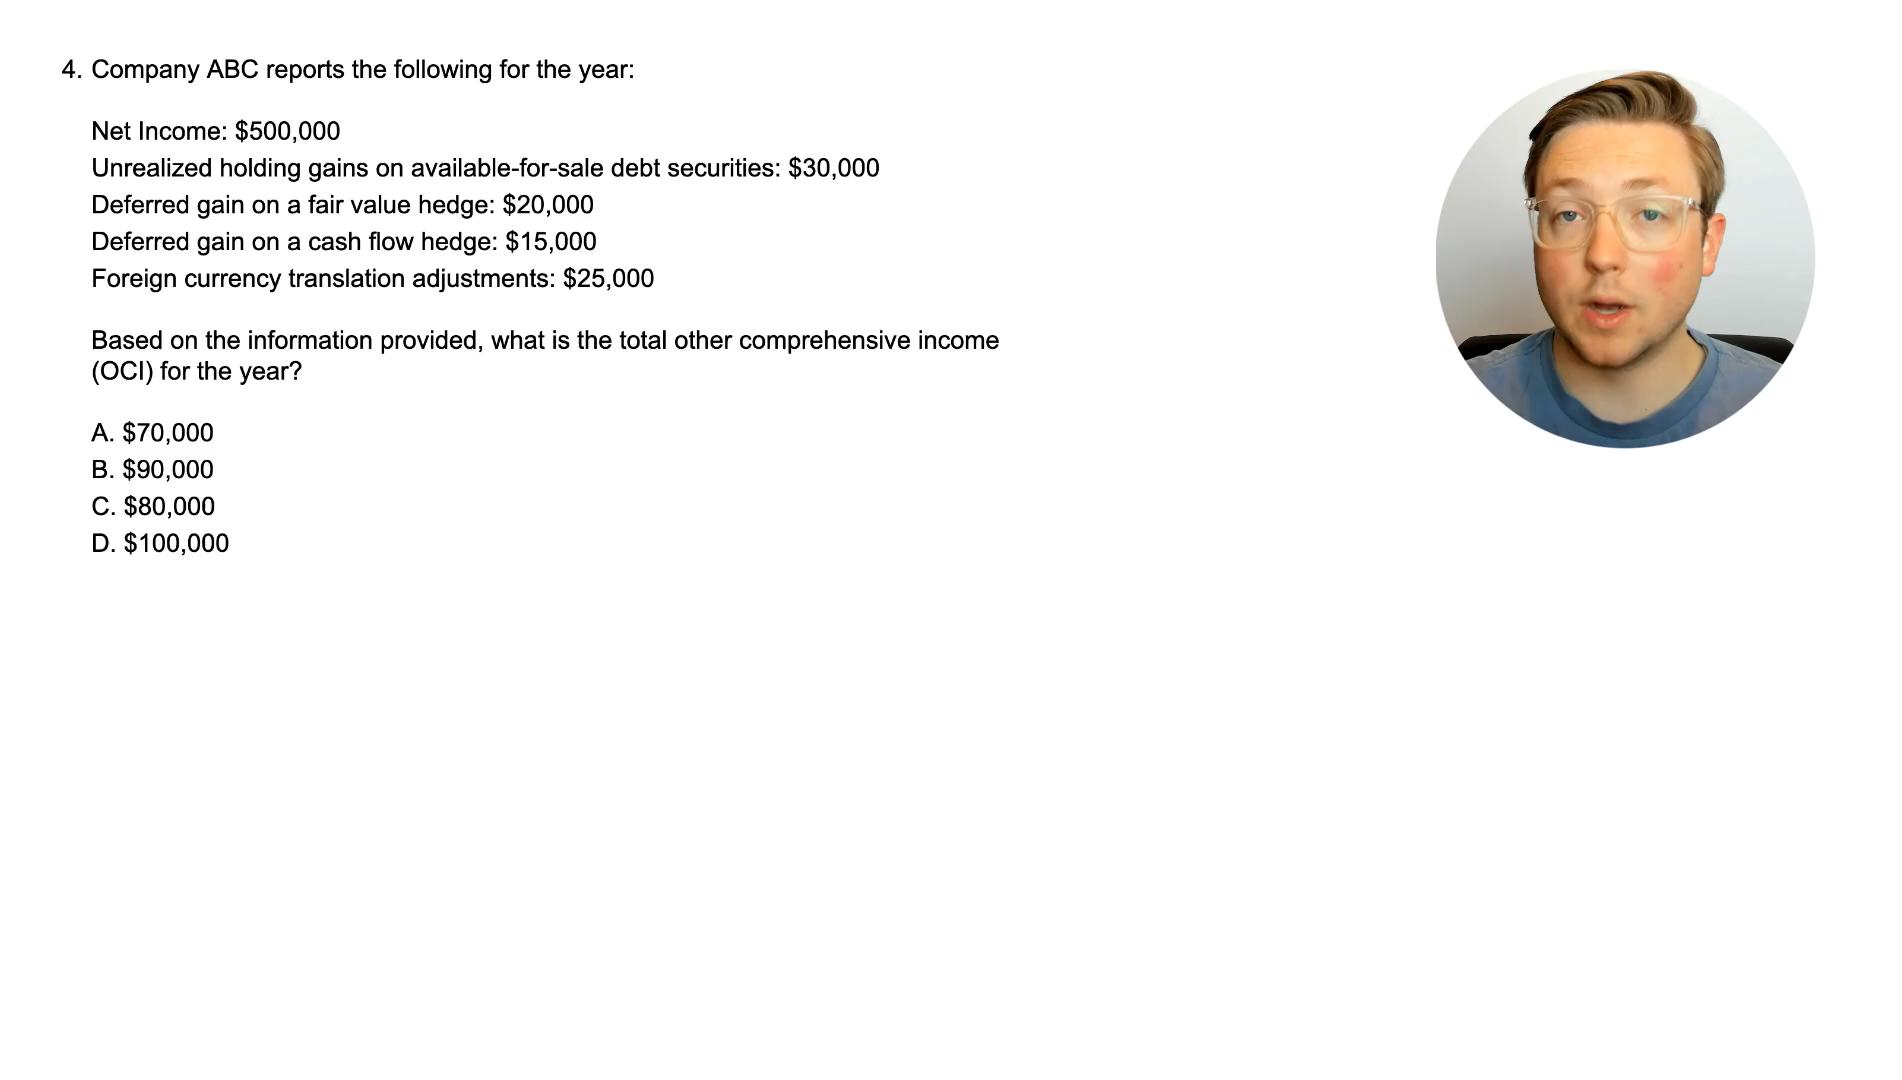 4. Company ABC reports the following for the year:
Net Income: $500,000
Unrealized holding gains on available-for-sale debt securities: $30,000
Deferred gain on a fair value hedge: $20,000
Deferred gain on a cash flow hedge: $15,000
Foreign currency translation adjustments: $25,000
Based on the information provided, what is the total other comprehensive income
(OCI) for the year?
A. $70,000
B. $90,000
C. $80,000
D. $100,000